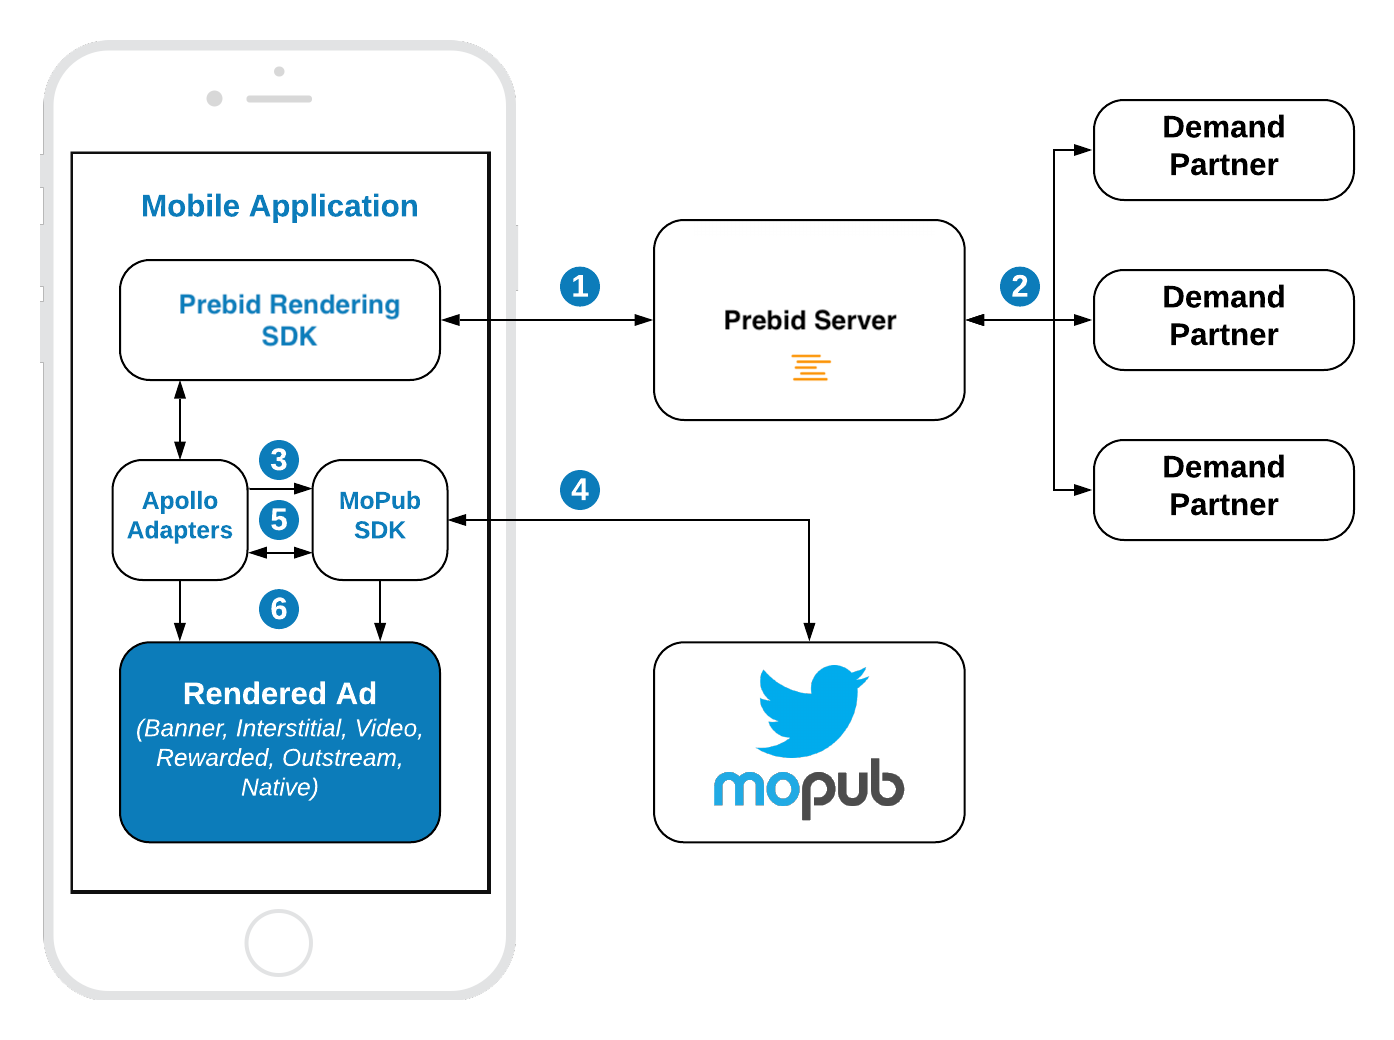 Mobile Application
Prebid Rendering
SDK
1
Prebid Server
2
Demand
Partner
Demand
Partner
Demand
Partner
3
Apollo
Adapters
5
MoPub
SDK
4
6
Rendered Ad
(Banner, Interstitial, Video,
Rewarded, Outstream,
Native)
mopub